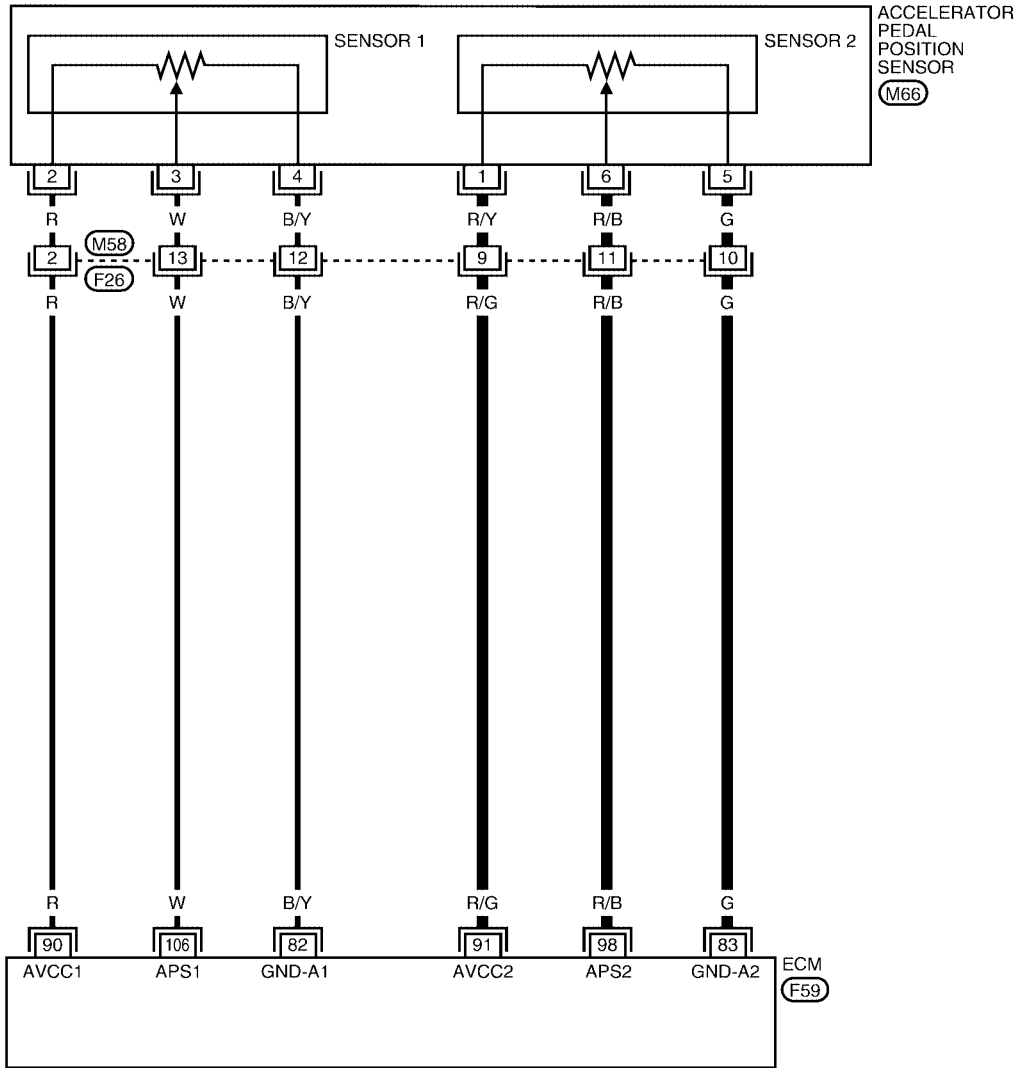 ACCELERATOR
PEDAL
POSITION
SENSOR
M66
SENSOR 1
SENSOR 2
2 3 4 1 6 5
R W B/Y R/Y R/B G
M58
2 13 12 9 11 10
F26
R W B/Y R/G R/B G
R W B/Y R/G R/B G
90 106 82 91 98 83
AVCC1 APS1 GND-A1 AVCC2 APS2 GND-A2
ECM
F59